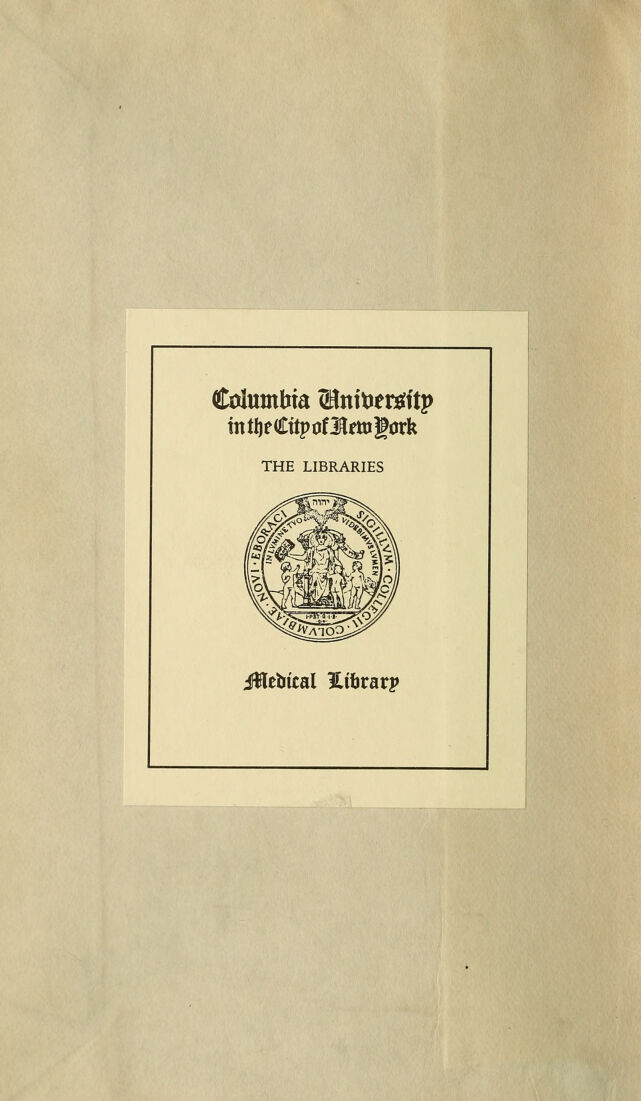 Columbia University
in the City of New York
THE LIBRARIES
SIGILLVM · COLLEGII · COLVMBIAE · NOVI · EBORACI
יהוה
IN LVMINE TVO
VIDEBIMVS LVMEN
Medical Library